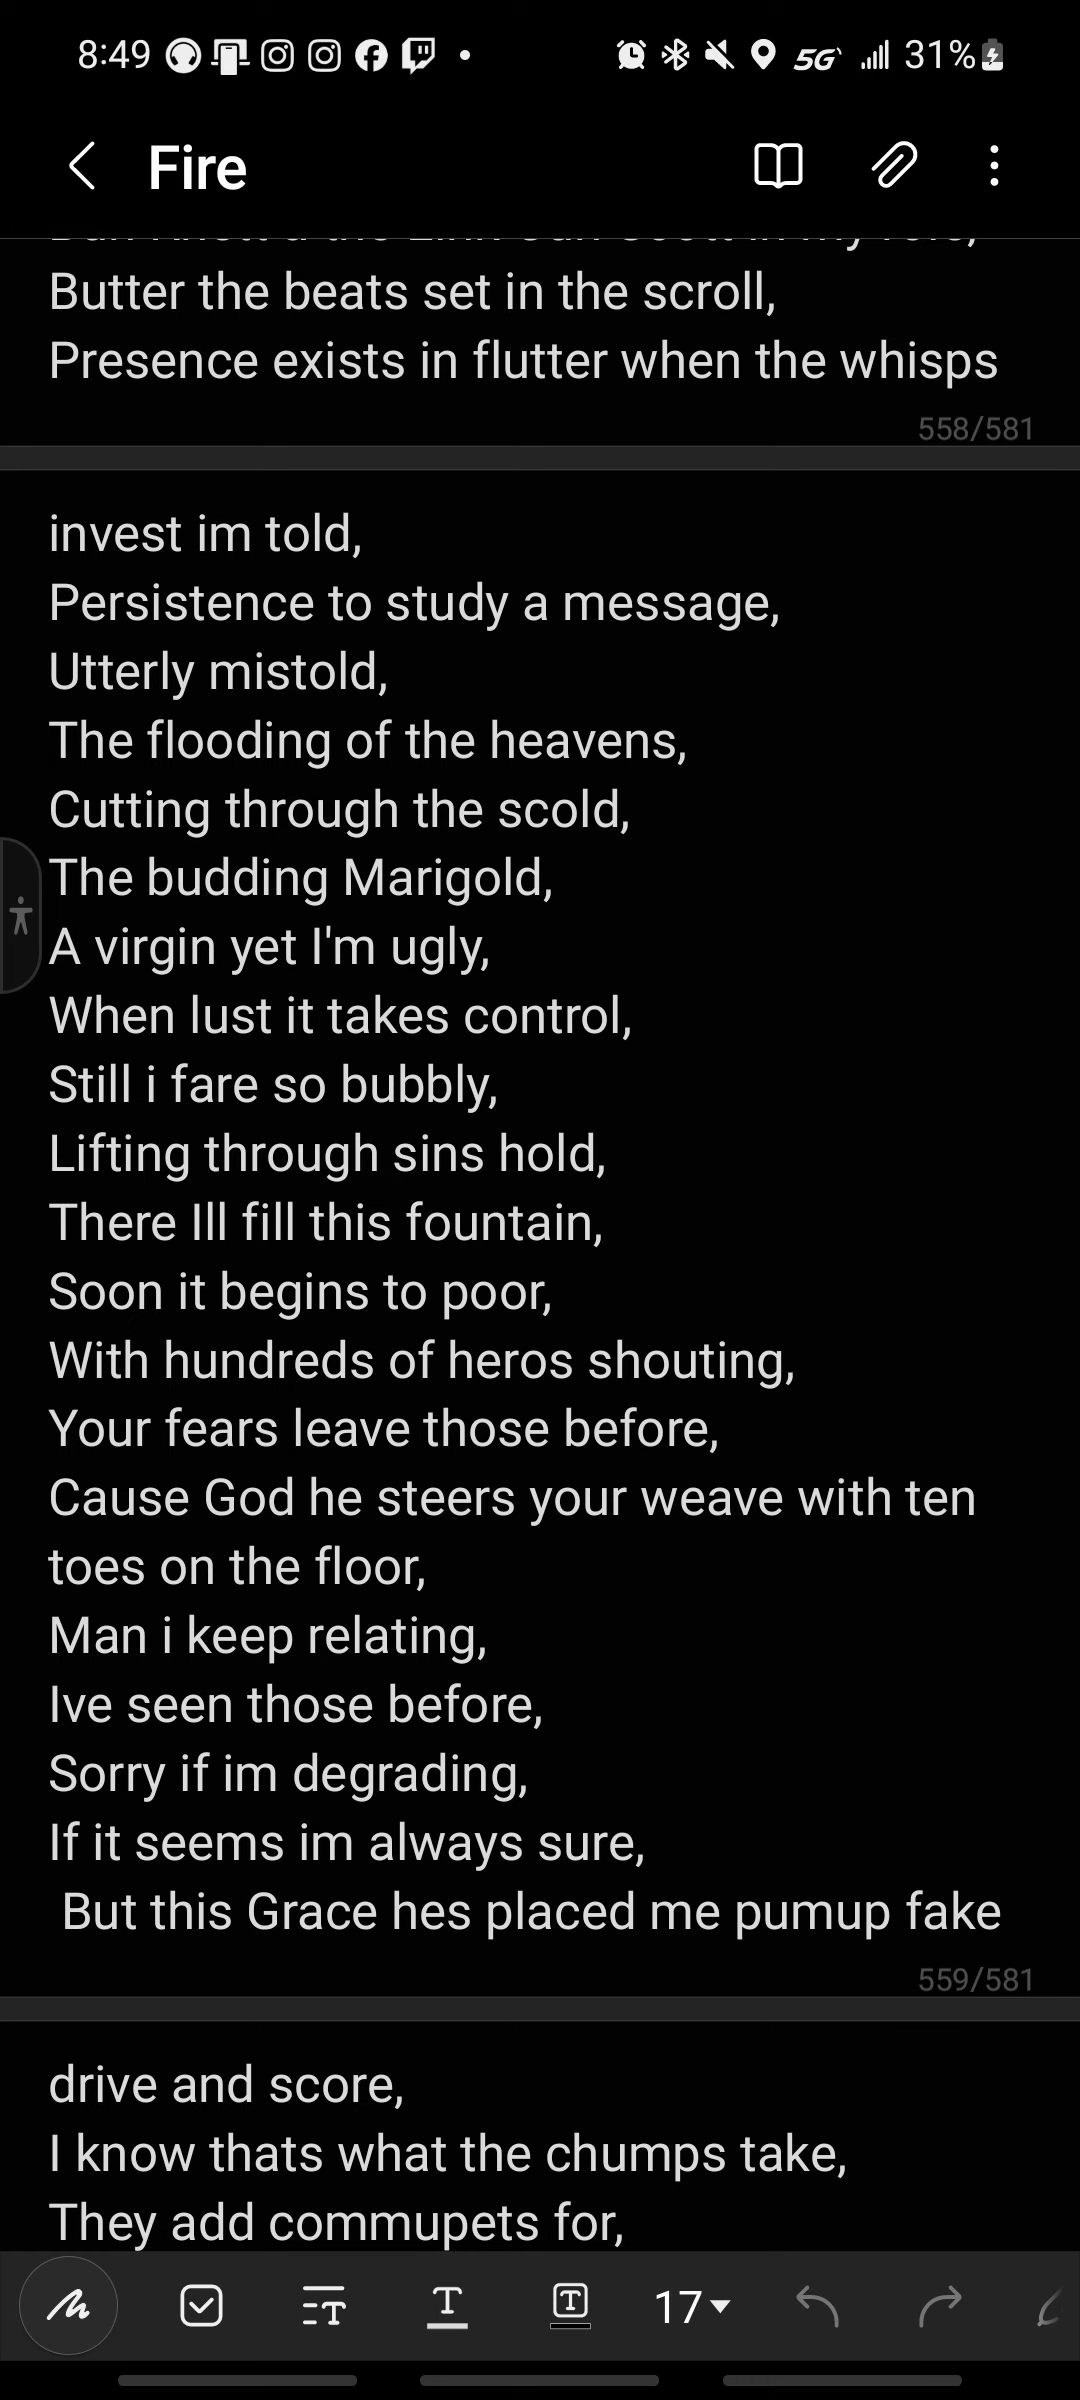 8:49
5G
31%
Fire
Butter the beats set in the scroll,
Presence exists in flutter when the whisps
558/581
invest im told,
Persistence to study a message,
Utterly mistold,
The flooding of the heavens,
Cutting through the scold,
The budding Marigold,
A virgin yet I'm ugly,
When lust it takes control,
Still i fare so bubbly,
Lifting through sins hold,
There Ill fill this fountain,
Soon it begins to poor,
With hundreds of heros shouting,
Your fears leave those before,
Cause God he steers your weave with ten
toes on the floor,
Man i keep relating,
Ive seen those before,
Sorry if im degrading,
If it seems im always sure,
But this Grace hes placed me pumup fake
559/581
drive and score,
I know thats what the chumps take,
They add commupets for,
17